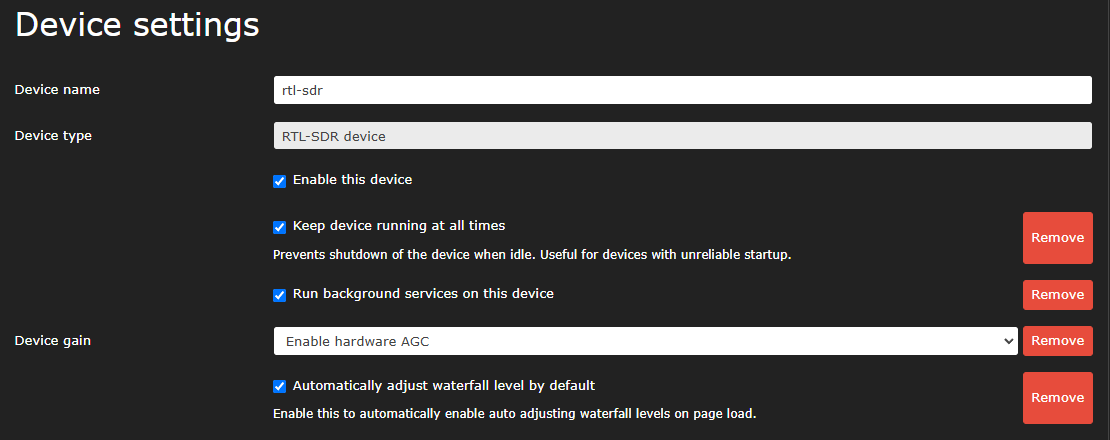 Device settings
Device name
rtl-sdr
Device type
RTL-SDR device
Enable this device
Keep device running at all times
Remove
Prevents shutdown of the device when idle. Useful for devices with unreliable startup.
Run background services on this device
Remove
Device gain
Enable hardware AGC
Remove
Automatically adjust waterfall level by default
Remove
Enable this to automatically enable auto adjusting waterfall levels on page load.